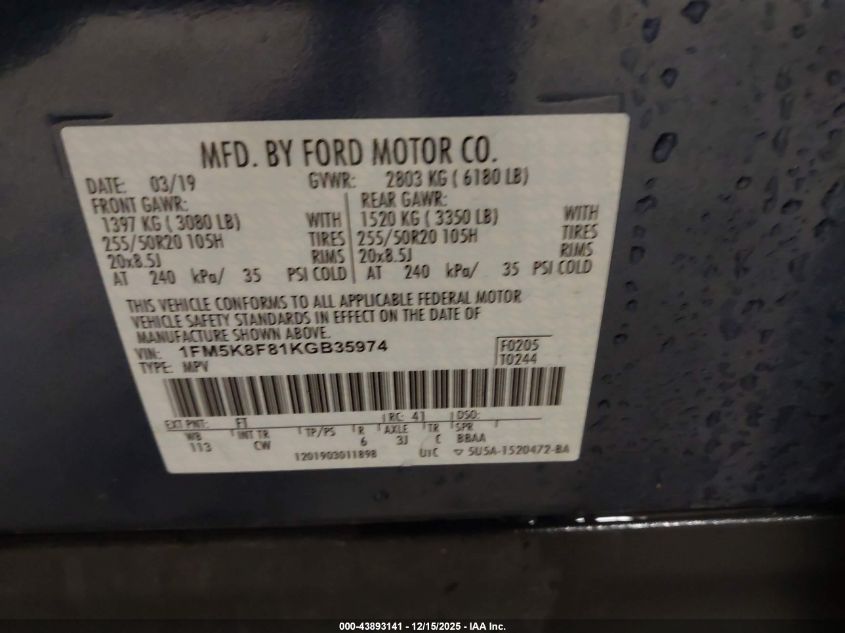 MFD. BY FORD MOTOR CO.
DATE: 03/19 GVWR: 2803 KG ( 6180 LB)
FRONT GAWR: REAR GAWR:
1397 KG ( 3080 LB) WITH 1520 KG ( 3350 LB) WITH
255/50R20 105H TIRES 255/50R20 105H TIRES
20x8.5J RIMS 20x8.5J RIMS
AT 240 kPa/ 35 PSI COLD AT 240 kPa/ 35 PSI COLD
THIS VEHICLE CONFORMS TO ALL APPLICABLE FEDERAL MOTOR
VEHICLE SAFETY STANDARDS IN EFFECT ON THE DATE OF
MANUFACTURE SHOWN ABOVE.
VIN: 1FM5K8F81KGB35974 F0205
TYPE: MPV T0244
EXT PNT: FT RC: 41 DSO:
WB INT TR TP/PS R AXLE TR SPR
113 CW 6 3J C BBAA
1201903011898 UTC ▽ 5U5A-1520472-BA
000-43893141 - 12/15/2025 - IAA Inc.